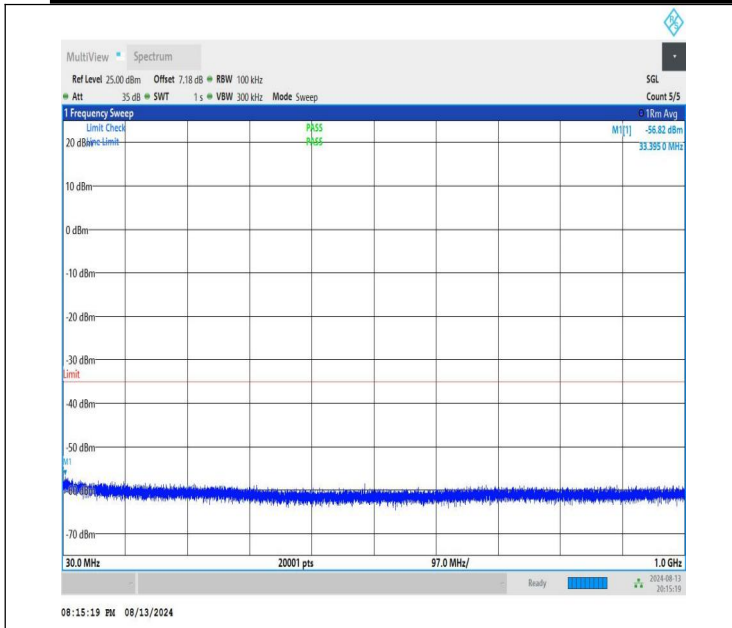 MultiView Spectrum
Ref Level 25.00 dBm Offset 7.18 dB RBW 100 kHz SGL
Att 35 dB SWT 1 s VBW 300 kHz Mode Sweep Count 5/5
1 Frequency Sweep 1Rm Avg
Limit Check PASS M1[1] -56.82 dBm
20 dBm Line Limit PASS 33.395 0 MHz
10 dBm
0 dBm
-10 dBm
-20 dBm
-30 dBm
Limit
-40 dBm
-50 dBm
M1
-70 dBm
30.0 MHz 20001 pts 97.0 MHz/ 1.0 GHz
Ready 2024-08-13
20:15:19
08:15:19 PM 08/13/2024